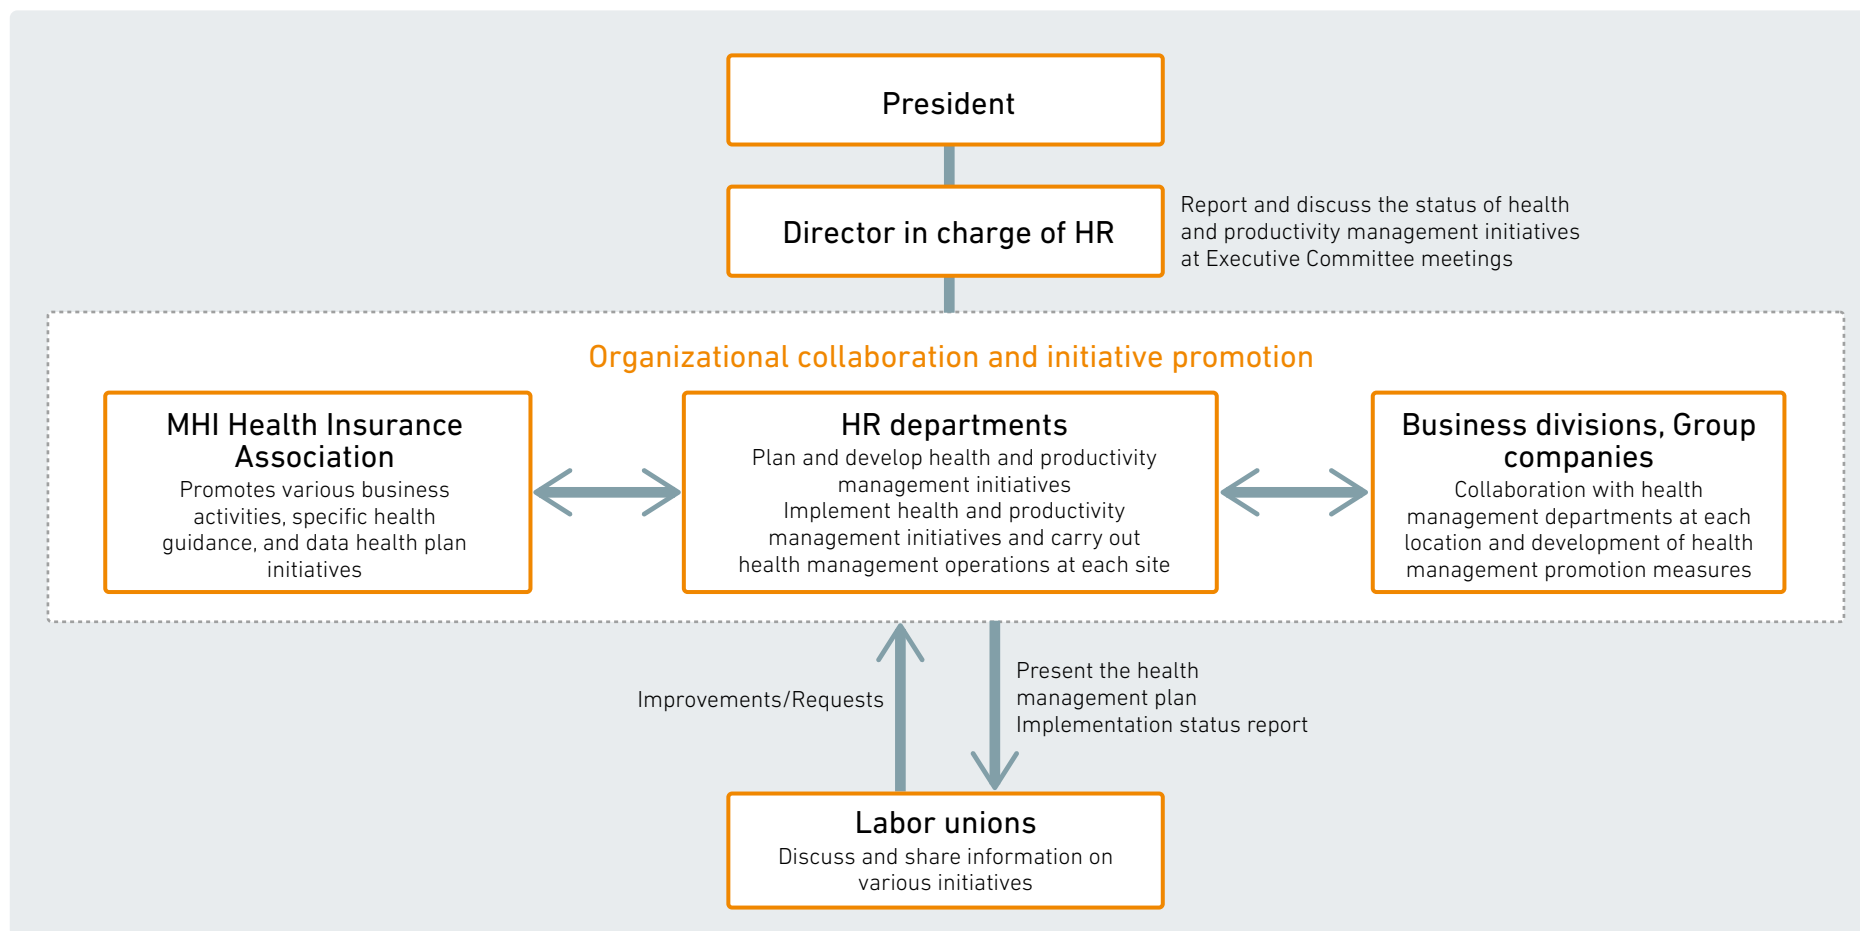 President
Director in charge of HR
Report and discuss the status of health
and productivity management initiatives
at Executive Committee meetings
Organizational collaboration and initiative promotion
MHI Health Insurance
Association
Promotes various business
activities, specific health
guidance, and data health plan
initiatives
HR departments
Plan and develop health and productivity
management initiatives
Implement health and productivity
management initiatives and carry out
health management operations at each site
Business divisions, Group
companies
Collaboration with health
management departments at each
location and development of health
management promotion measures
Improvements/Requests
Present the health
management plan
Implementation status report
Labor unions
Discuss and share information on
various initiatives